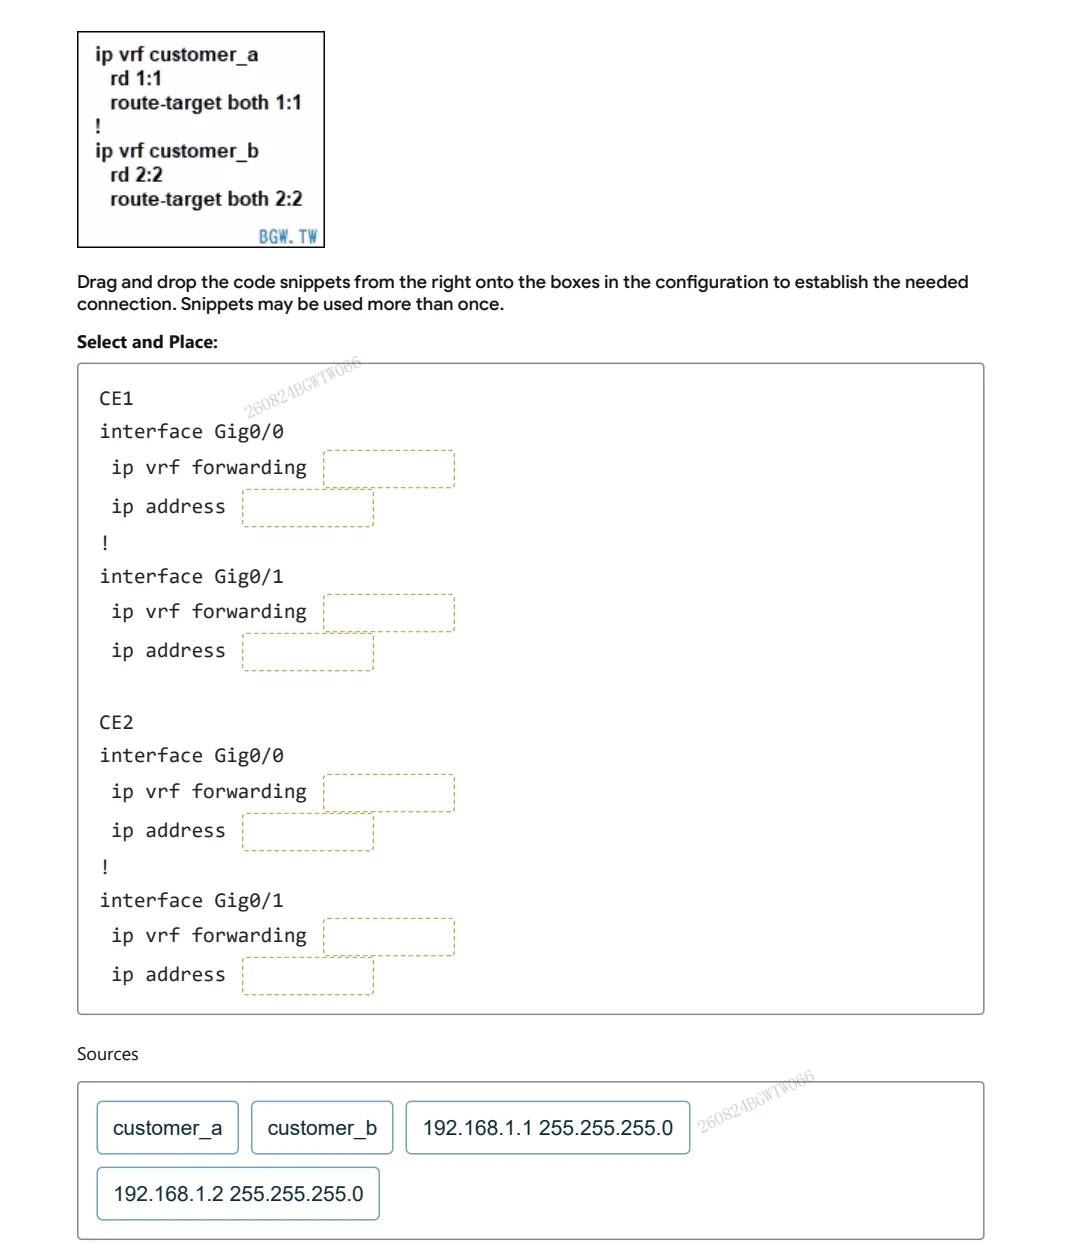 ip vrf customer_a
rd 1:1
route-target both 1:1
!
ip vrf customer_b
rd 2:2
route-target both 2:2
BGW.TW
Drag and drop the code snippets from the right onto the boxes in the configuration to establish the needed
connection. Snippets may be used more than once.
Select and Place:
260824BGWTW066
CE1
interface Gig0/0
ip vrf forwarding
ip address
!
interface Gig0/1
ip vrf forwarding
ip address
CE2
interface Gig0/0
ip vrf forwarding
ip address
!
interface Gig0/1
ip vrf forwarding
ip address
Sources
260824BGWTW066
customer_a customer_b 192.168.1.1 255.255.255.0
192.168.1.2 255.255.255.0